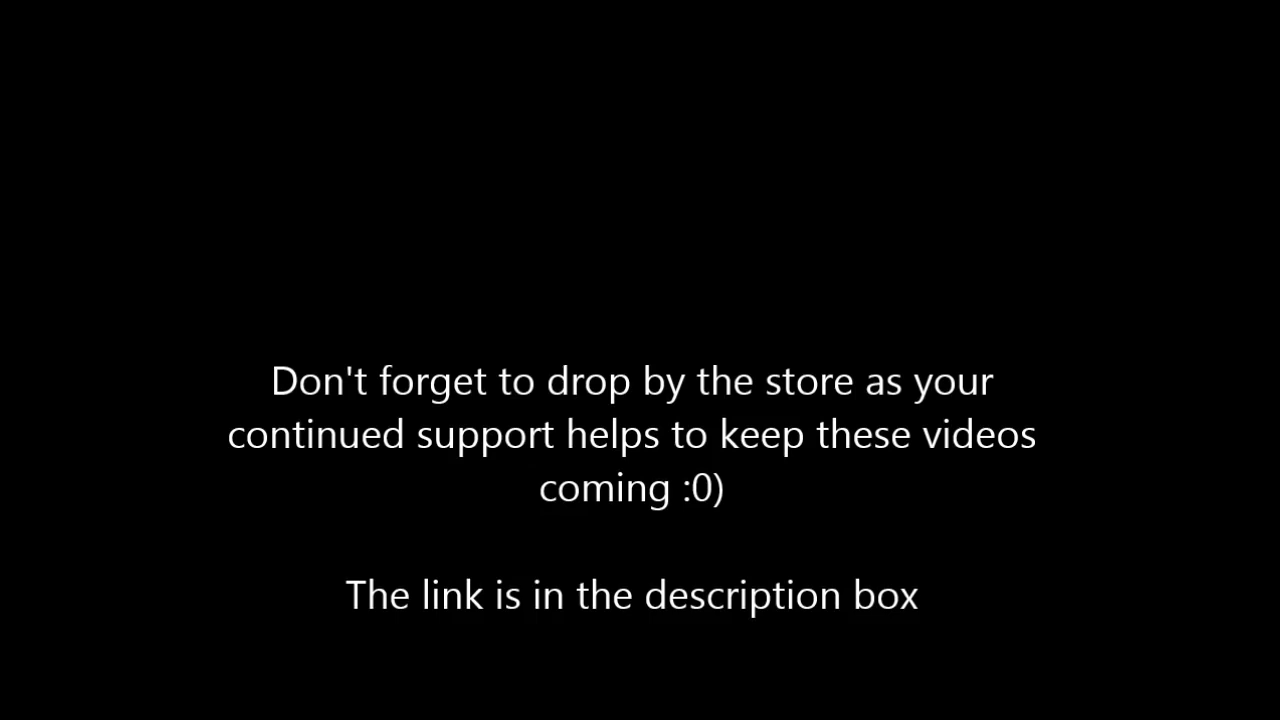 Don't forget to drop by the store as your
continued support helps to keep these videos
coming :0)
The link is in the description box